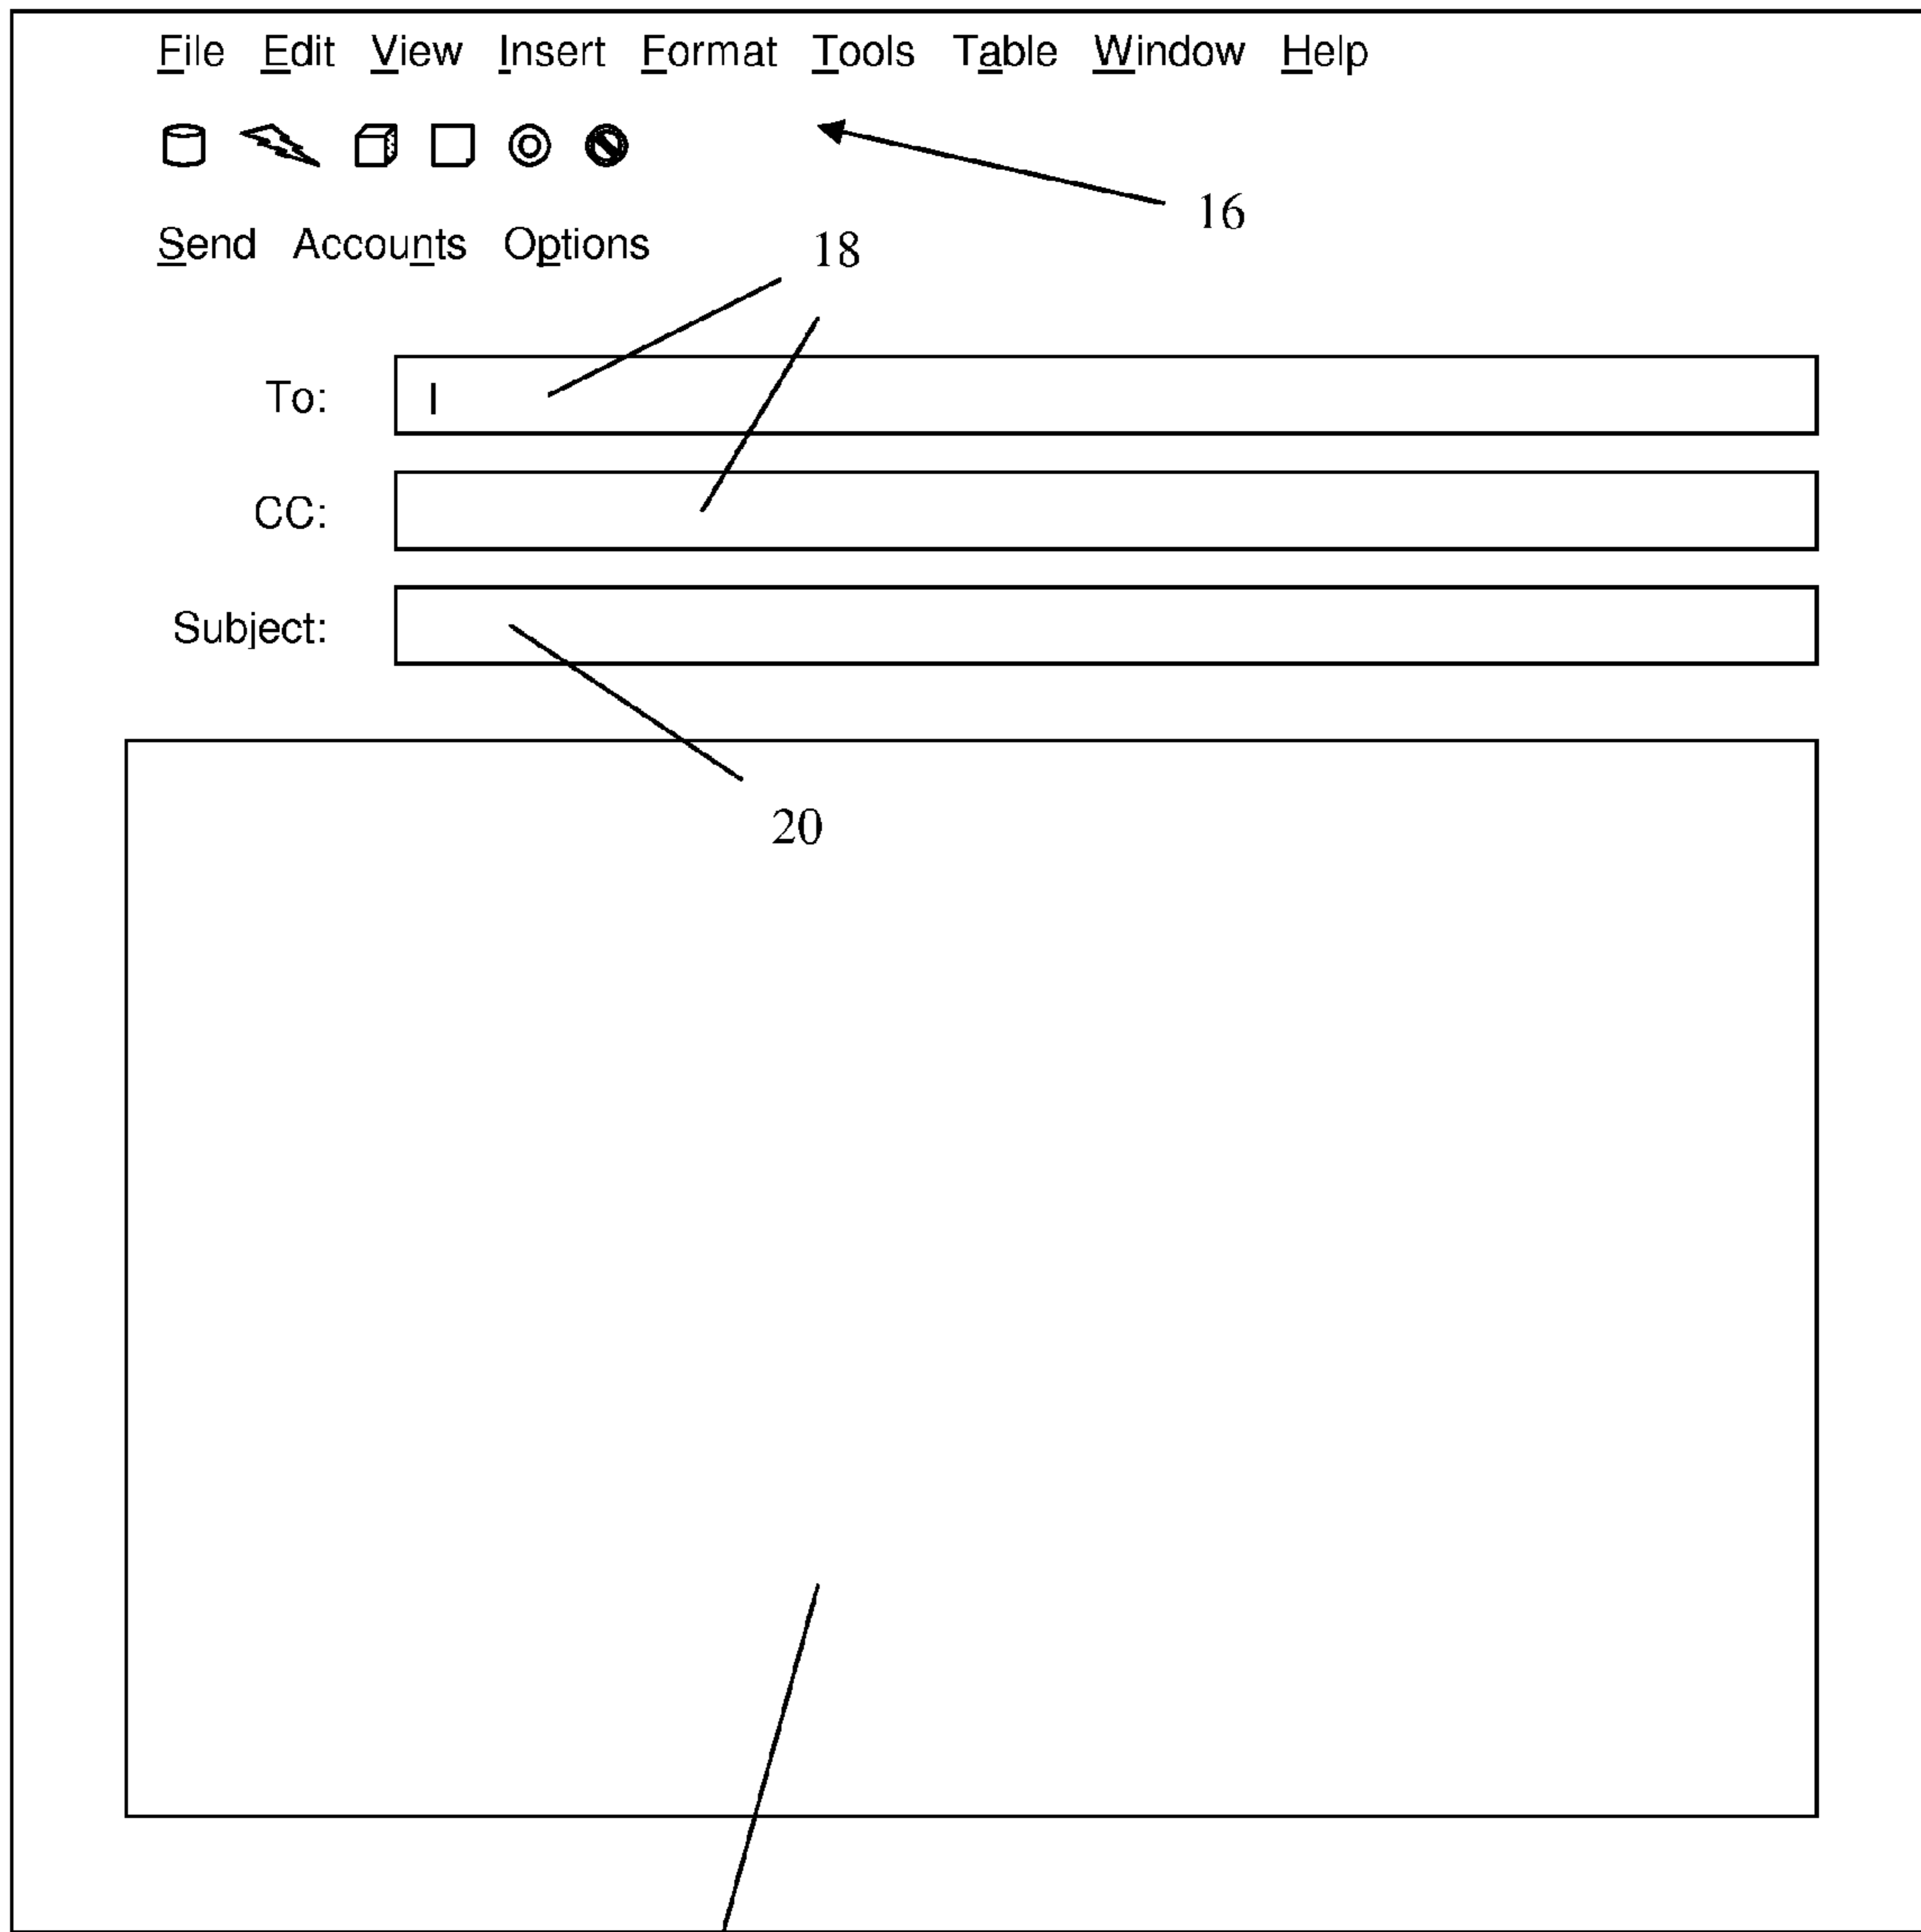 File Edit View Insert Format Tools Table Window Help
16
Send Accounts Options
18
To:
CC:
Subject:
20